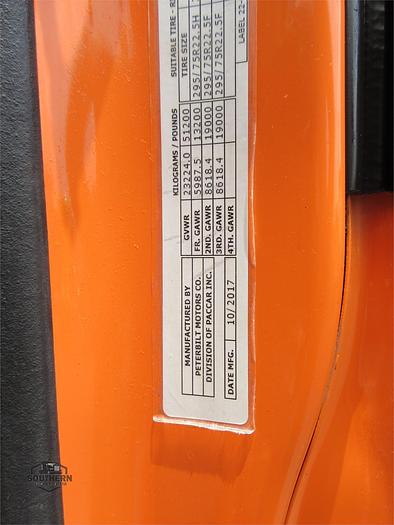 MANUFACTURED BY
PETERBILT MOTORS CO.
DIVISION OF PACCAR INC.
DATE MFG. 10/2017
KILOGRAMS / POUNDS
GVWR 23224.0 51200
FR. GAWR 5987.5 13200
2ND. GAWR 8618.4 19000
3RD. GAWR 8618.4 19000
4TH. GAWR
SUITABLE TIRE - RI
TIRE SIZE
295/75R22.5H
295/75R22.5F
295/75R22.5F
LABEL 22-
SOUTHERN